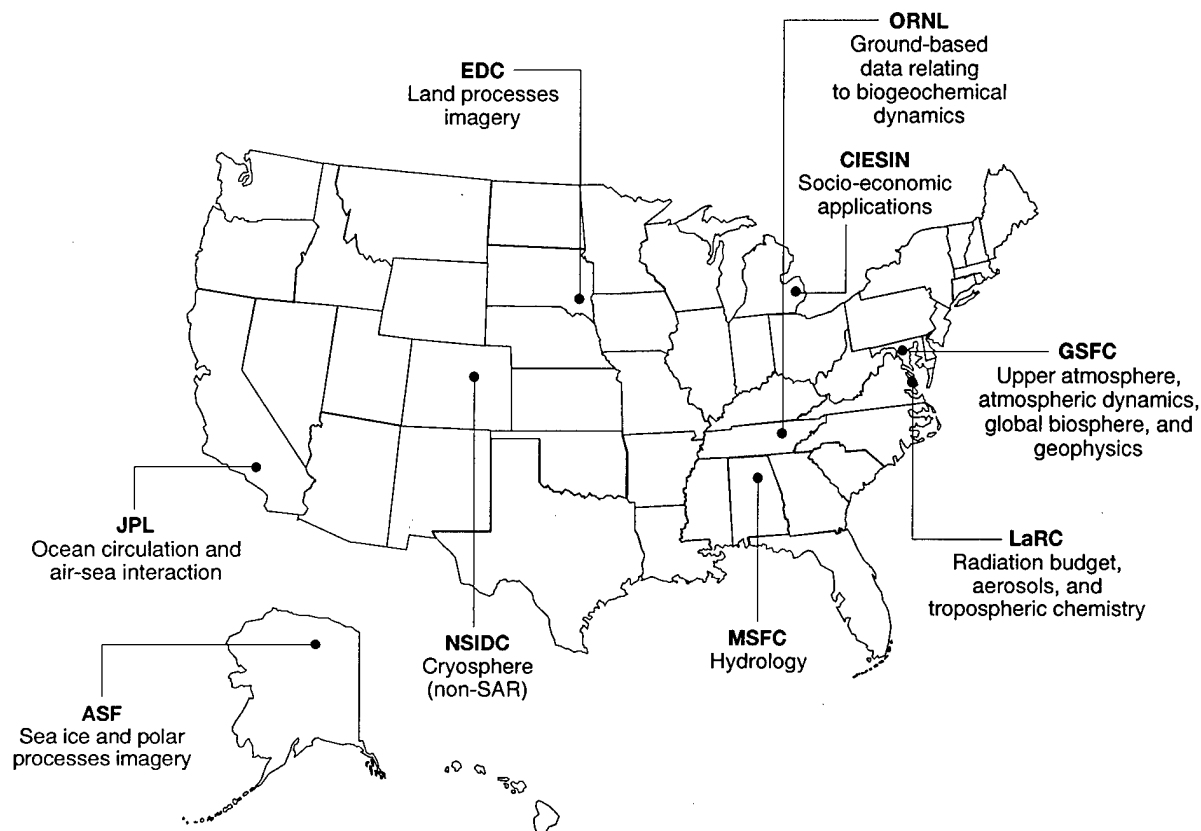 ORNL
Ground-based
data relating
to biogeochemical
dynamics
EDC
Land processes
imagery
CIESIN
Socio-economic
applications
GSFC
Upper atmosphere,
atmospheric dynamics,
global biosphere, and
geophysics
JPL
Ocean circulation and
air-sea interaction
LaRC
Radiation budget,
aerosols, and
tropospheric chemistry
NSIDC
Cryosphere
(non-SAR)
MSFC
Hydrology
ASF
Sea ice and polar
processes imagery